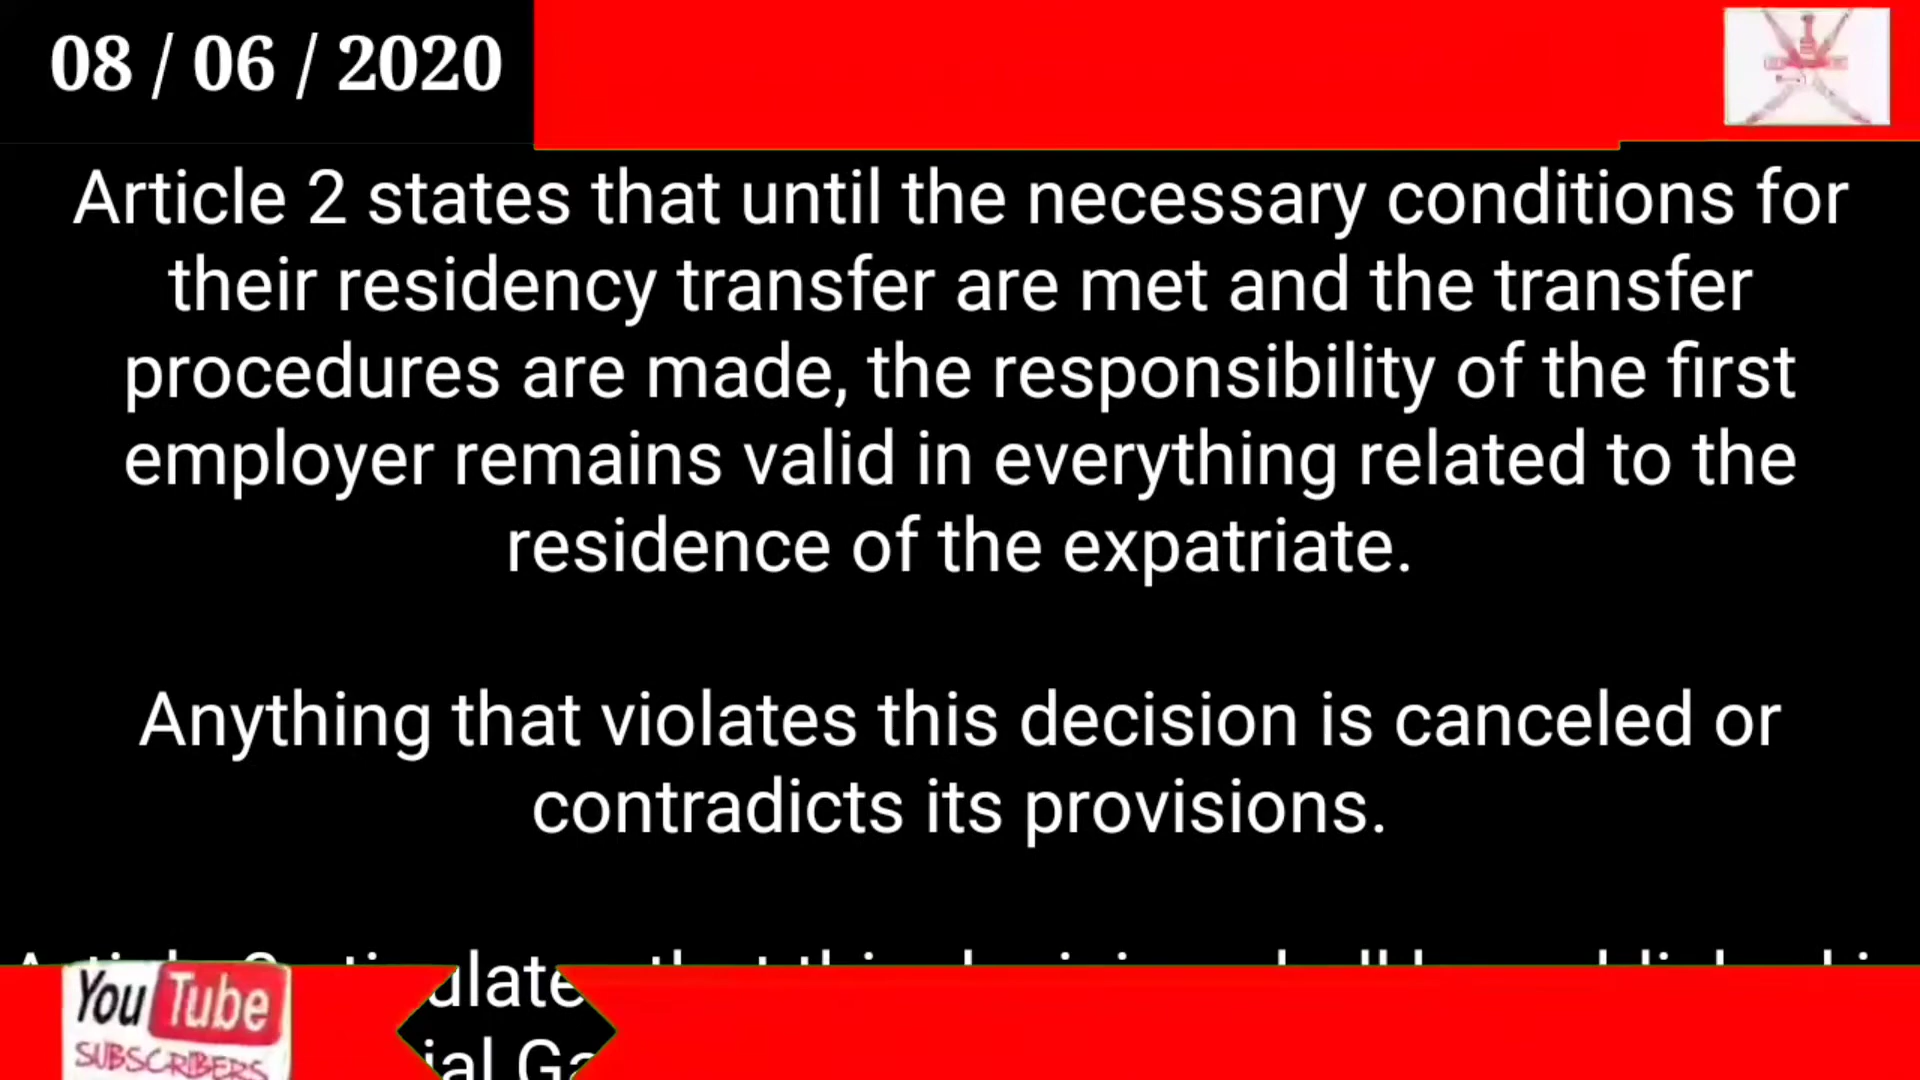 08 / 06 / 2020
Article 2 states that until the necessary conditions for
their residency transfer are met and the transfer
procedures are made, the responsibility of the first
employer remains valid in everything related to the
residence of the expatriate.
Anything that violates this decision is canceled or
contradicts its provisions.
You Tube
SUBSCRIBERS